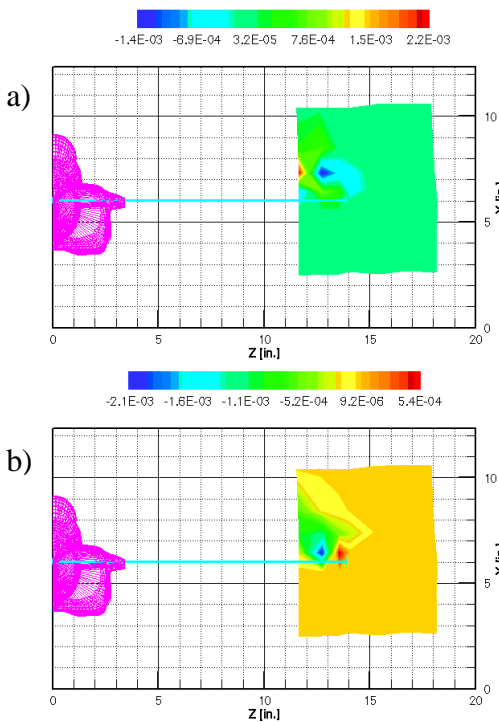 -1.4E-03 -6.9E-04 3.2E-05 7.6E-04 1.5E-03 2.2E-03
a)
10
5
0
X [in.]
0 5 10 15 20
Z [in.]
-2.1E-03 -1.6E-03 -1.1E-03 -5.2E-04 9.2E-06 5.4E-04
b)
10
5
0
X [in.]
0 5 10 15 20
Z [in.]